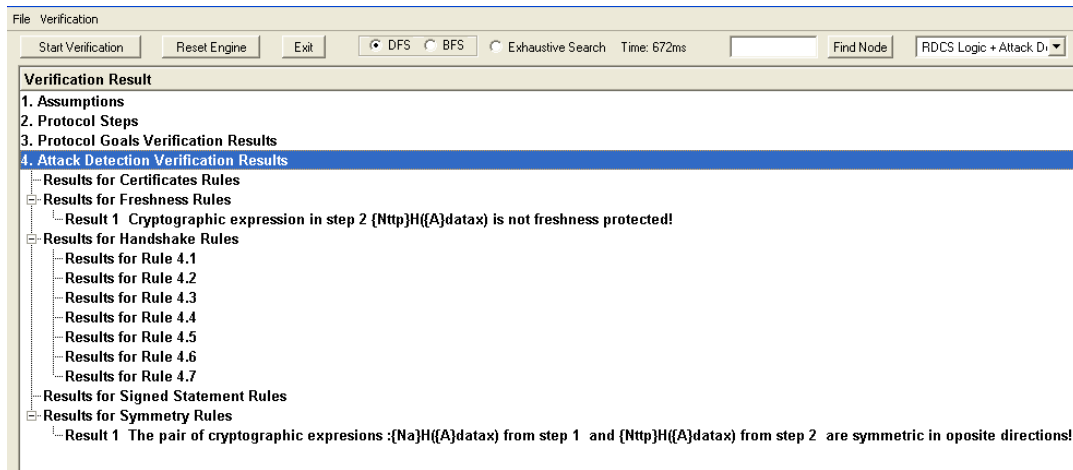 File Verification
Start Verification Reset Engine Exit DFS BFS Exhaustive Search Time: 672ms Find Node RDCS Logic + Attack D
Verification Result
1. Assumptions
2. Protocol Steps
3. Protocol Goals Verification Results
4. Attack Detection Verification Results
Results for Certificates Rules
Results for Freshness Rules
Result 1 Cryptographic expression in step 2 {Nttp}H({A}datax) is not freshness protected!
Results for Handshake Rules
Results for Rule 4.1
Results for Rule 4.2
Results for Rule 4.3
Results for Rule 4.4
Results for Rule 4.5
Results for Rule 4.6
Results for Rule 4.7
Results for Signed Statement Rules
Results for Symmetry Rules
Result 1 The pair of cryptographic expresions :{Na}H({A}datax) from step 1 and {Nttp}H({A}datax) from step 2 are symmetric in oposite directions!